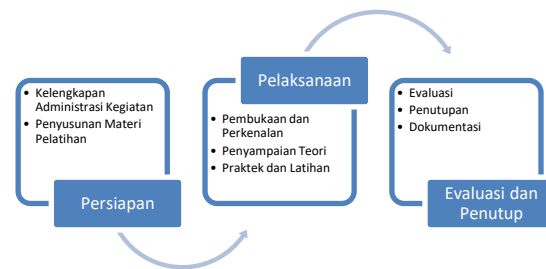 • Kelengkapan
Administrasi Kegiatan
• Penyusunan Materi
Pelatihan
Persiapan
Pelaksanaan
• Pembukaan dan
Perkenalan
• Penyampaian Teori
• Praktek dan Latihan
• Evaluasi
• Penutupan
• Dokumentasi
Evaluasi dan
Penutup